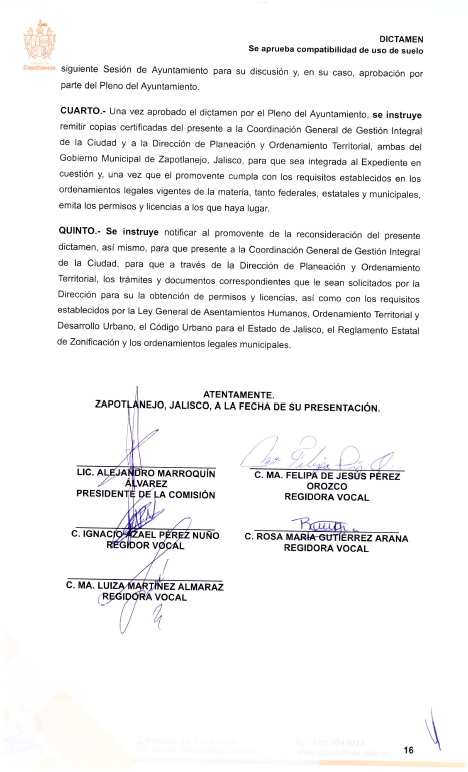 DICTAMEN
Se aprueba compatibilidad de uso de suelo
Zapotlanejo
siguiente Sesión de Ayuntamiento para su discusión y, en su caso, aprobación por
parte del Pleno del Ayuntamiento.
CUARTO.- Una vez aprobado el dictamen por el Pleno del Ayuntamiento, se instruye
remitir copias certificadas del presente a la Coordinación General de Gestión Integral
de la Ciudad y a la Dirección de Planeación y Ordenamiento Territorial, ambas del
Gobierno Municipal de Zapotlanejo, Jalisco, para que sea integrada al Expediente en
cuestión y, una vez que el promovente cumpla con los requisitos establecidos en los
ordenamientos legales vigentes de la materia, tanto federales, estatales y municipales,
emita los permisos y licencias a los que haya lugar.
QUINTO.- Se instruye notificar al promovente de la reconsideración del presente
dictamen, así mismo, para que presente a la Coordinación General de Gestión Integral
de la Ciudad, para que a través de la Dirección de Planeación y Ordenamiento
Territorial, los trámites y documentos correspondientes que le sean solicitados por la
Dirección para su la obtención de permisos y licencias, así como con los requisitos
establecidos por la Ley General de Asentamientos Humanos, Ordenamiento Territorial y
Desarrollo Urbano, el Código Urbano para el Estado de Jalisco, el Reglamento Estatal
de Zonificación y los ordenamientos legales municipales.
ATENTAMENTE.
ZAPOTLANEJO, JALISCO, A LA FECHA DE SU PRESENTACIÓN.
LIC. ALEJANDRO MARROQUÍN
ÁLVAREZ
PRESIDENTE DE LA COMISIÓN
C. MA. FELIPA DE JESÚS PÉREZ
OROZCO
REGIDORA VOCAL
C. IGNACIO AZAEL PÉREZ NUÑO
REGIDOR VOCAL
C. ROSA MARÍA GUTIÉRREZ ARANA
REGIDORA VOCAL
C. MA. LUIZA MARTÍNEZ ALMARAZ
REGIDORA VOCAL
16